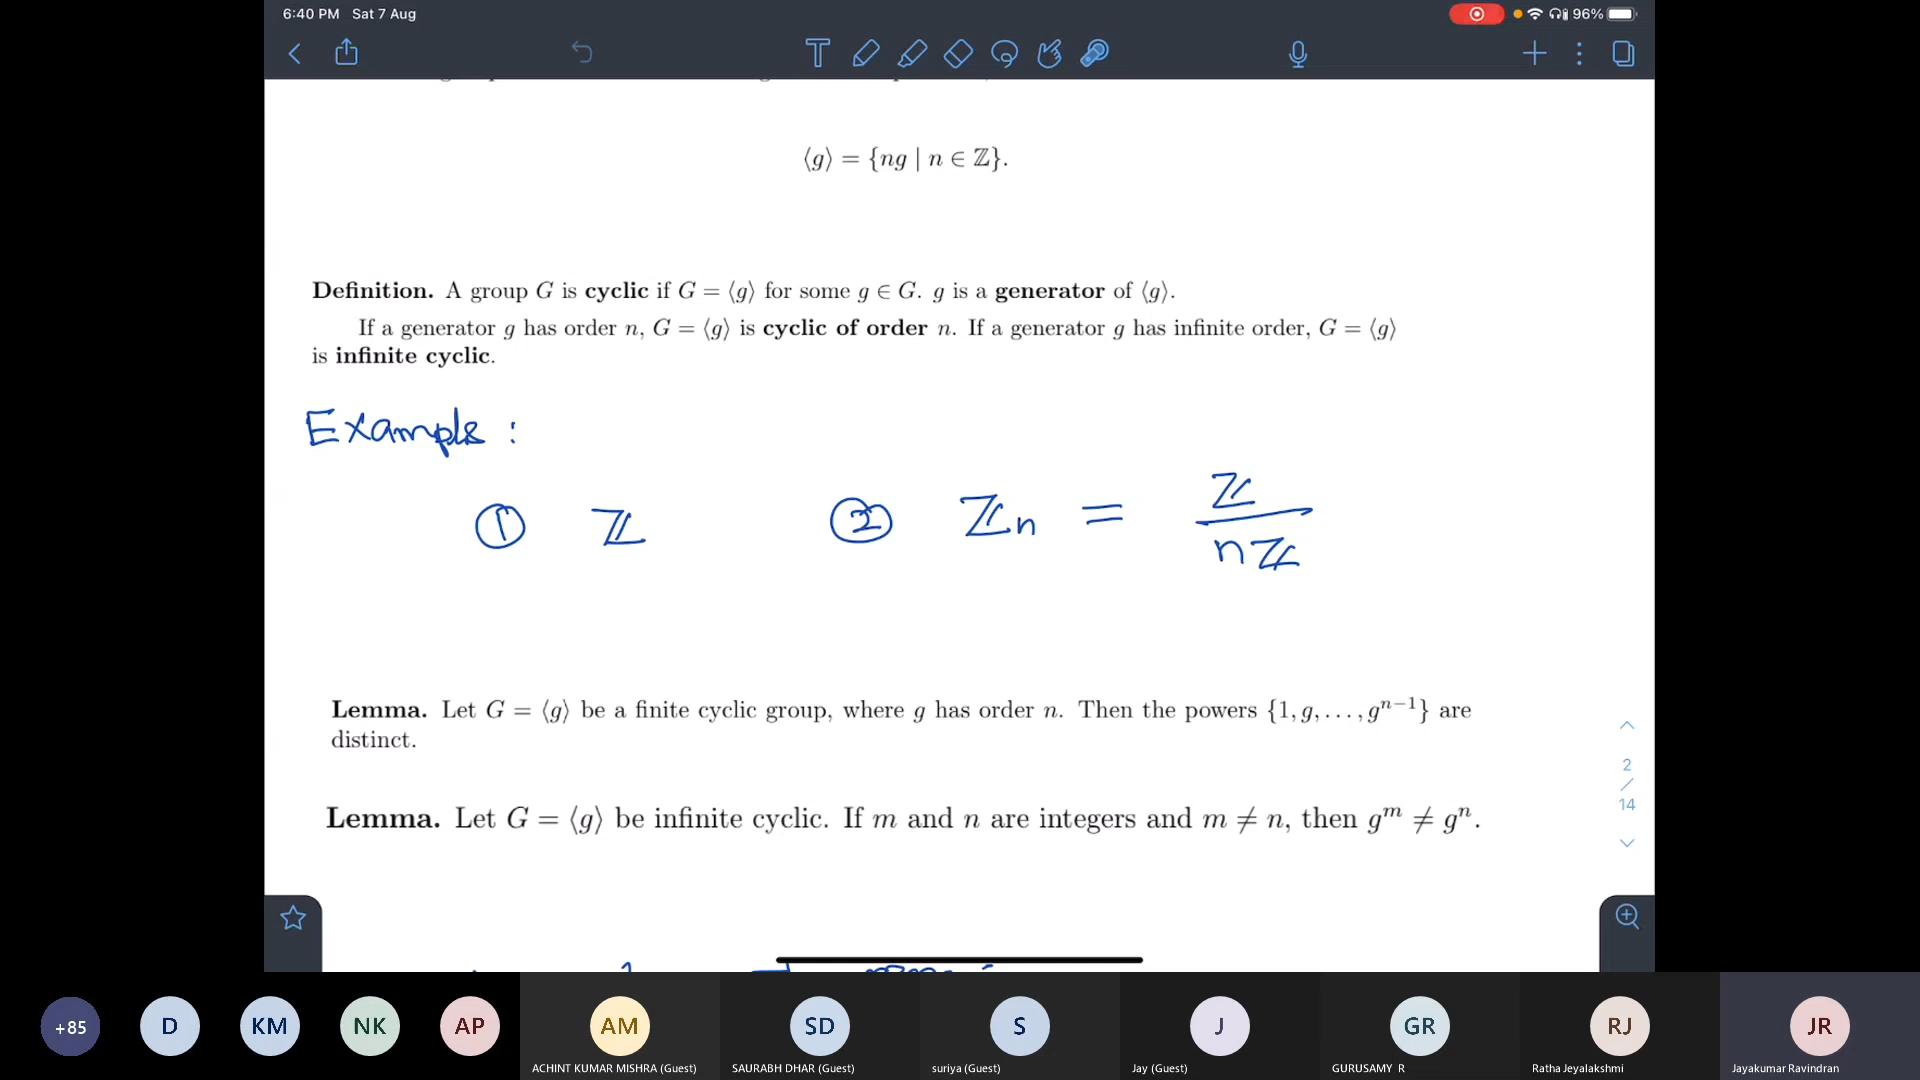 6:40 PM Sat 7 Aug 96%
⟨g⟩ = {ng | n ∈ ℤ}.
Definition. A group G is cyclic if G = ⟨g⟩ for some g ∈ G. g is a generator of ⟨g⟩.
If a generator g has order n, G = ⟨g⟩ is cyclic of order n. If a generator g has infinite order, G = ⟨g⟩
is infinite cyclic.
Example :
① ℤ ② ℤn = ℤ / nℤ
Lemma. Let G = ⟨g⟩ be a finite cyclic group, where g has order n. Then the powers {1, g, . . . , gⁿ⁻¹} are
distinct.
Lemma. Let G = ⟨g⟩ be infinite cyclic. If m and n are integers and m ≠ n, then gᵐ ≠ gⁿ.
2
/
14
+85 D KM NK AP AM SD S J GR RJ JR
ACHINT KUMAR MISHRA (Guest) SAURABH DHAR (Guest) suriya (Guest) Jay (Guest) GURUSAMY R Ratha Jeyalakshmi Jayakumar Ravindran